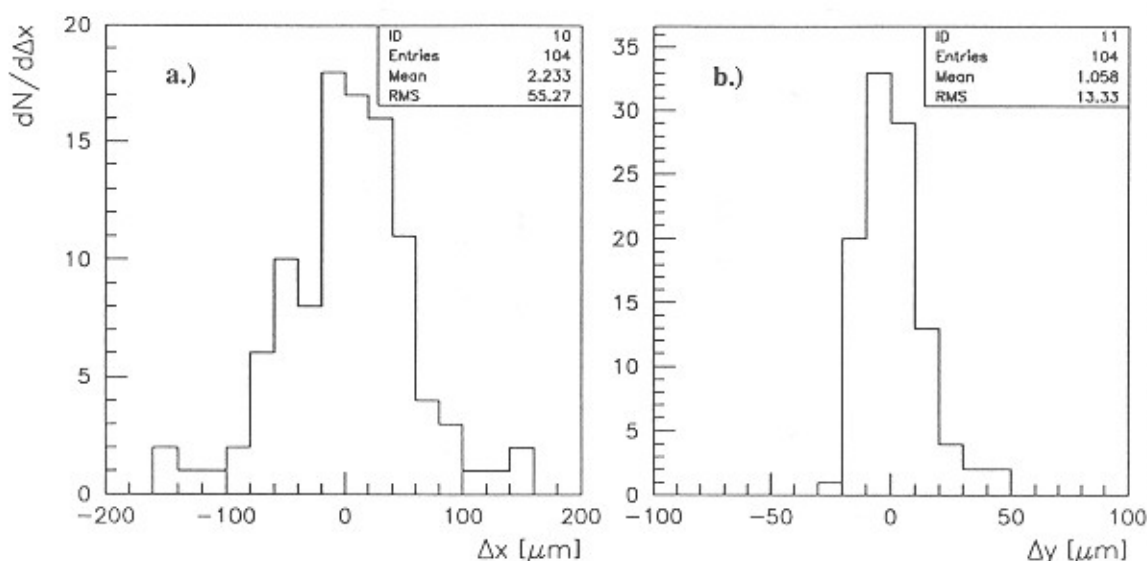 dN/dΔx
20
15
10
5
0
−200
−100
0
100
200
Δx [μm]
a.)
ID 10
Entries 104
Mean 2.233
RMS 55.27
35
30
25
20
15
10
5
0
−100
−50
0
50
100
Δy [μm]
b.)
ID 11
Entries 104
Mean 1.058
RMS 13.33